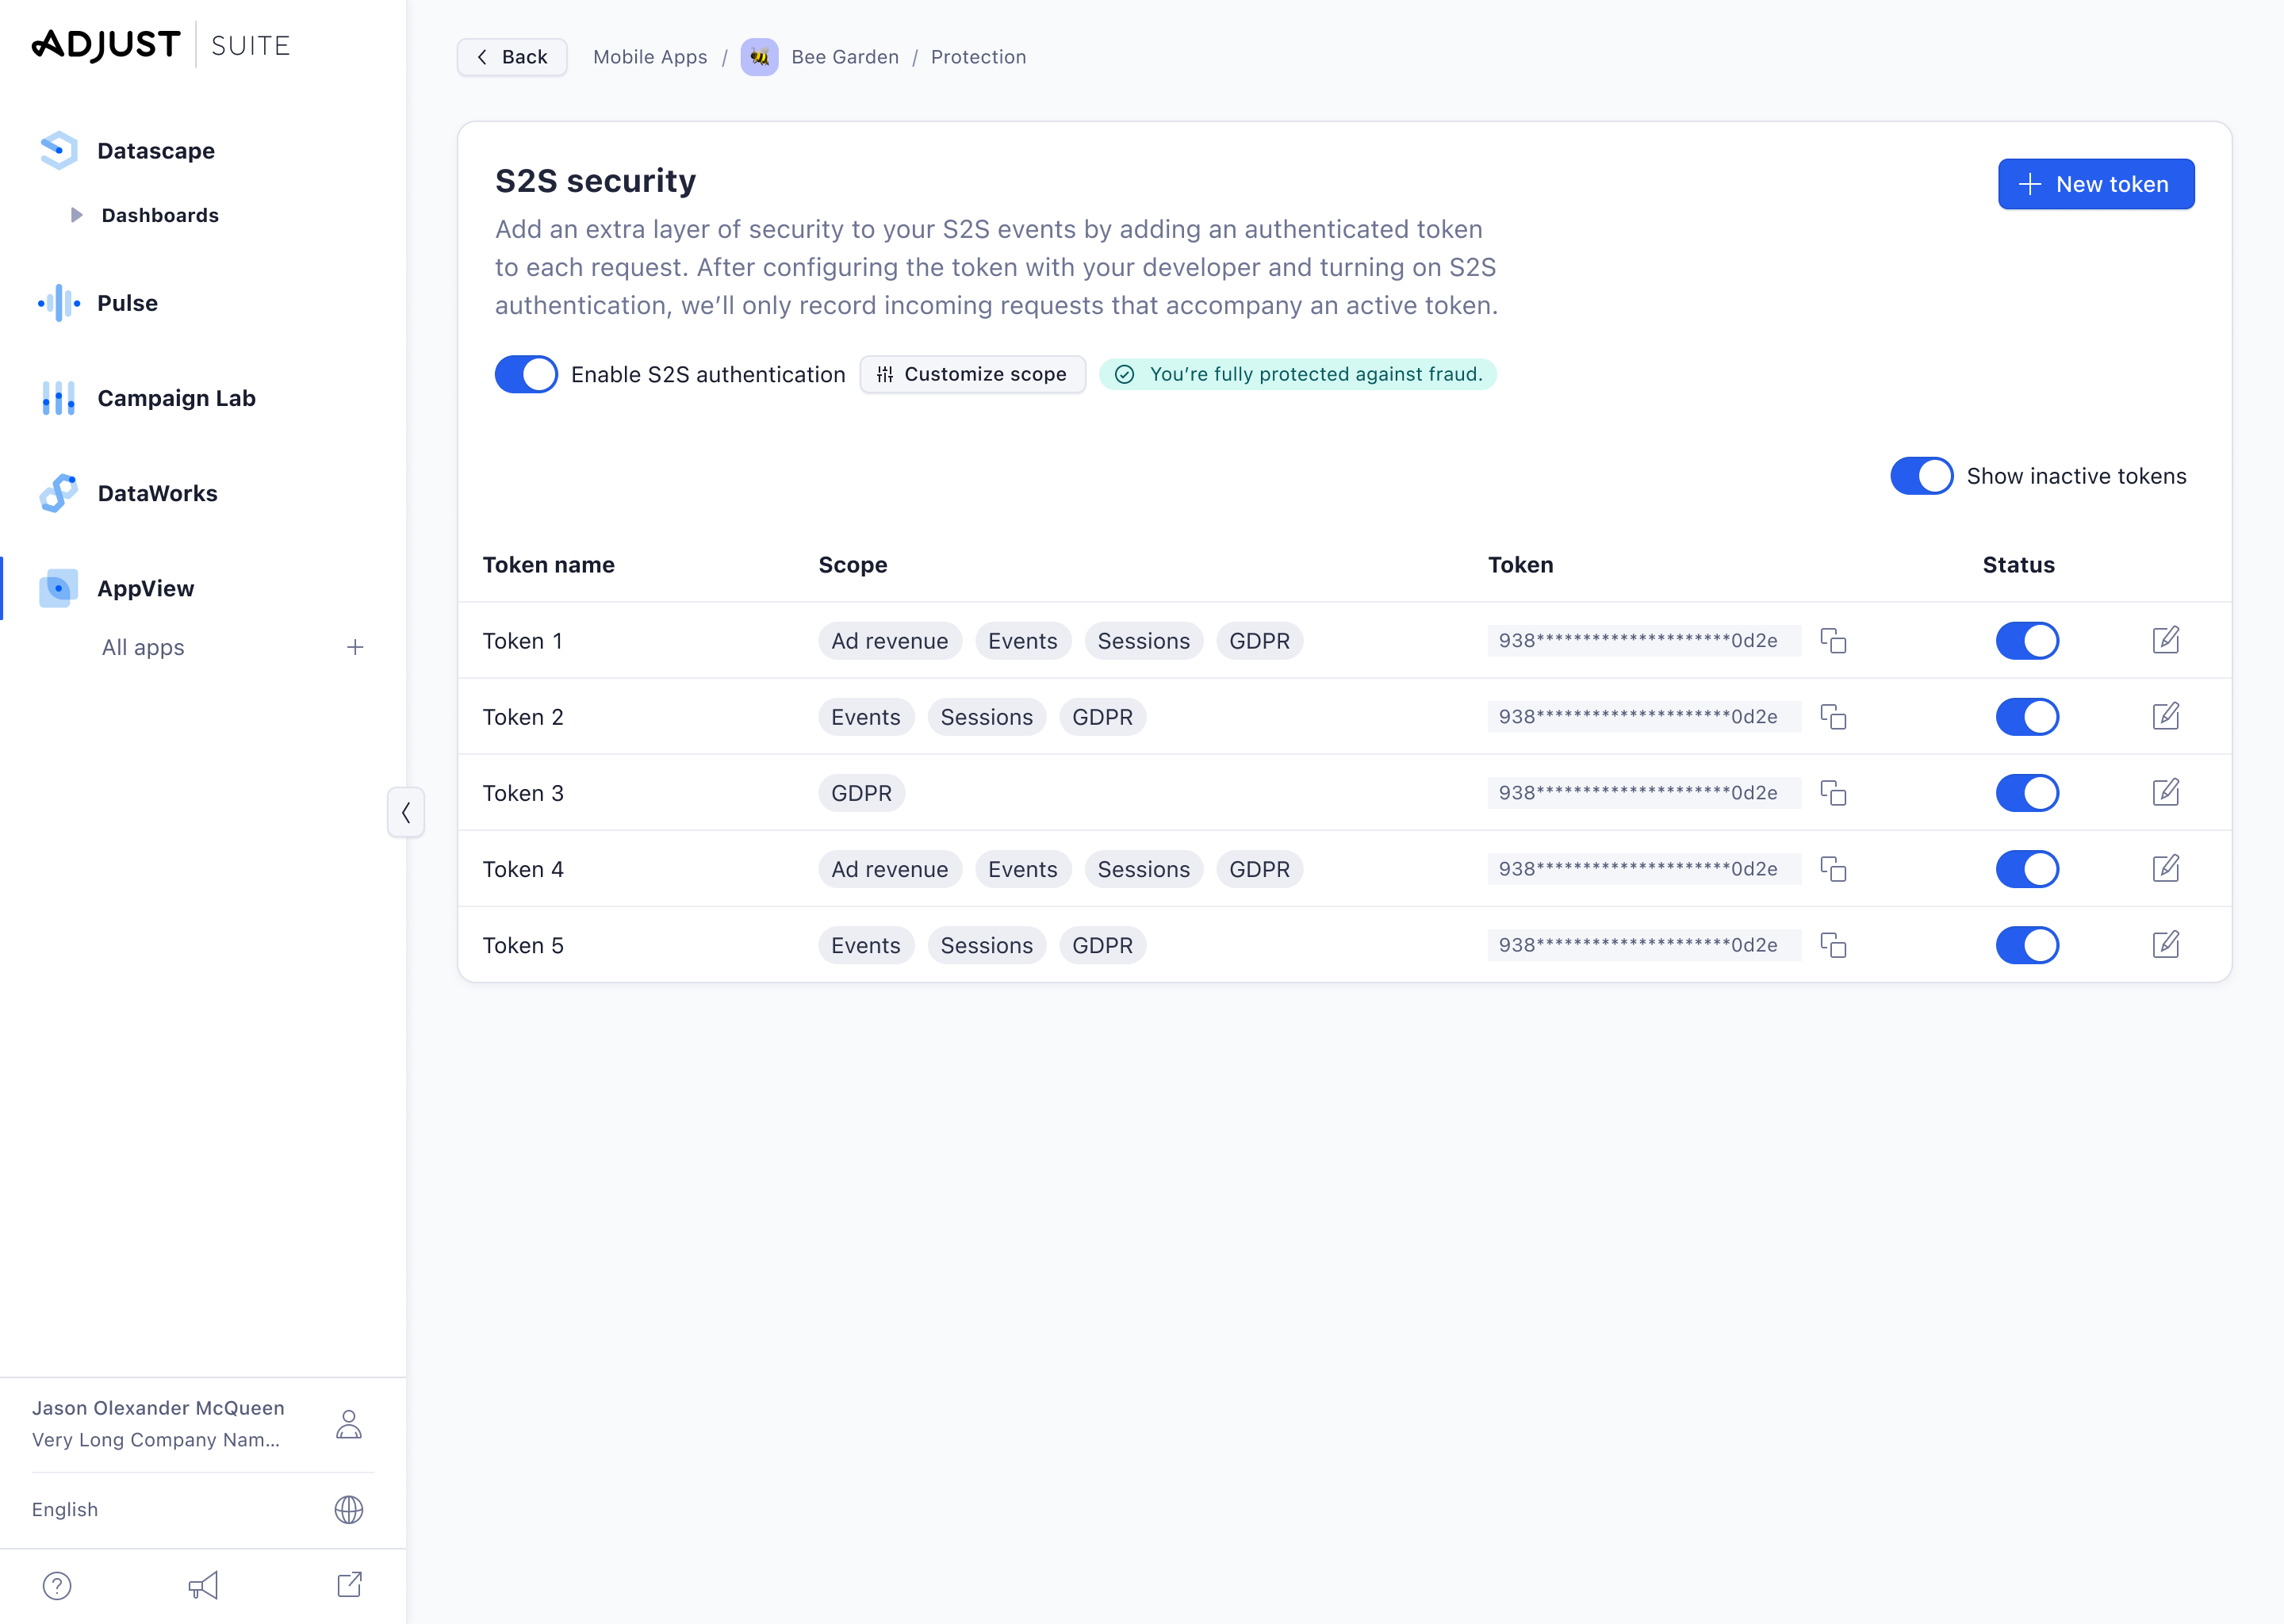 ADJUST SUITE
Datascape
Dashboards
Pulse
Campaign Lab
DataWorks
AppView
All apps
Jason Olexander McQueen
Very Long Company Nam...
English
Back Mobile Apps / Bee Garden / Protection
S2S security
New token
Add an extra layer of security to your S2S events by adding an authenticated token
to each request. After configuring the token with your developer and turning on S2S
authentication, we’ll only record incoming requests that accompany an active token.
Enable S2S authentication Customize scope You’re fully protected against fraud.
Show inactive tokens
Token name Scope Token Status
Token 1 Ad revenue Events Sessions GDPR 938*********************0d2e
Token 2 Events Sessions GDPR 938*********************0d2e
Token 3 GDPR 938*********************0d2e
Token 4 Ad revenue Events Sessions GDPR 938*********************0d2e
Token 5 Events Sessions GDPR 938*********************0d2e